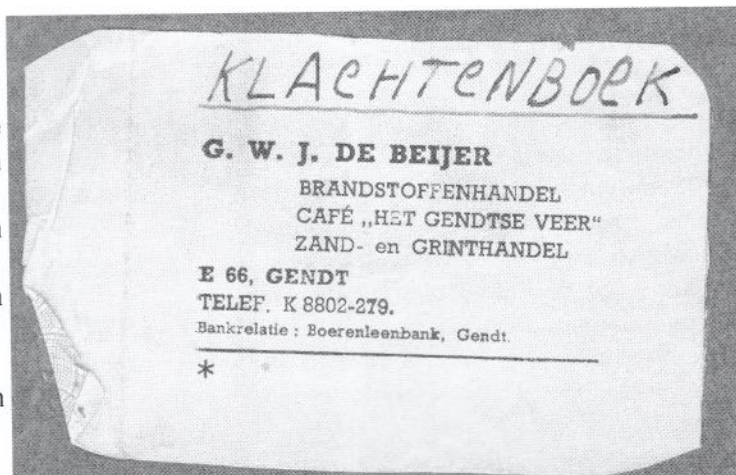 KLACHTENBOEK
G. W. J. DE BEIJER
BRANDSTOFFENHANDEL
CAFÉ „HET GENDTSE VEER“
ZAND- en GRINTHANDEL
E 66, GENDT
TELEF. K 8802-279.
Bankrelatie : Boerenleenbank, Gendt.
*